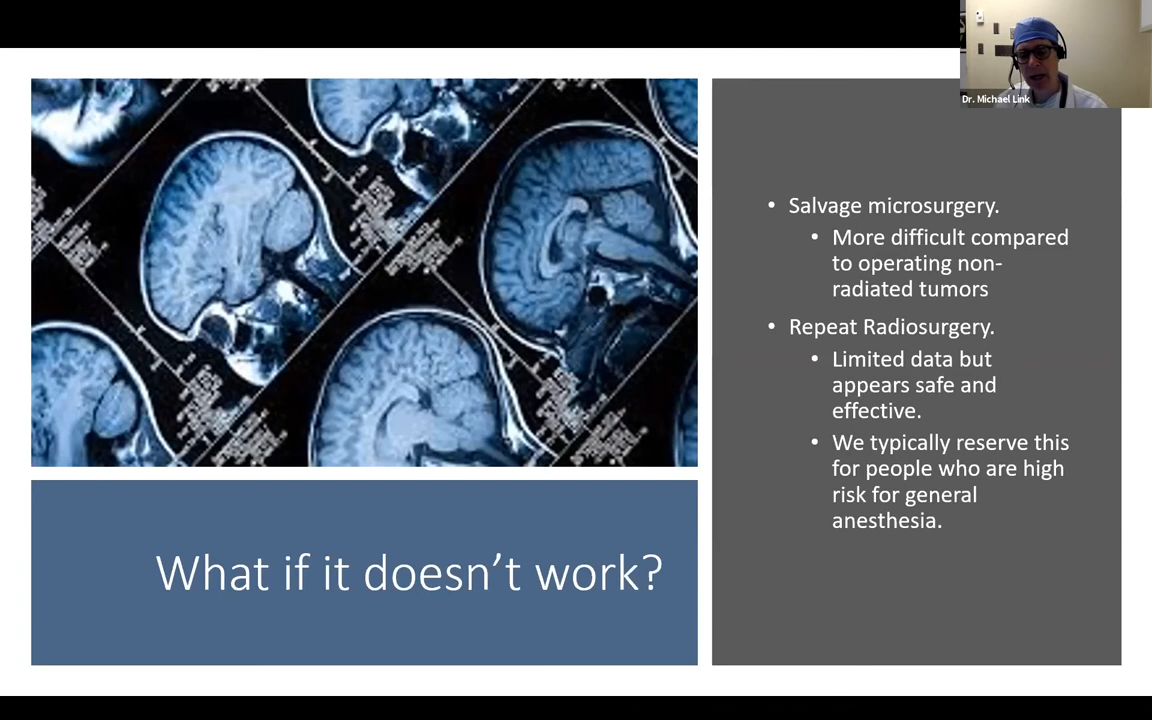 Dr. Michael Link
• Salvage microsurgery.
• More difficult compared
to operating non-
radiated tumors
• Repeat Radiosurgery.
• Limited data but
appears safe and
effective.
• We typically reserve this
for people who are high
risk for general
anesthesia.
What if it doesn’t work?